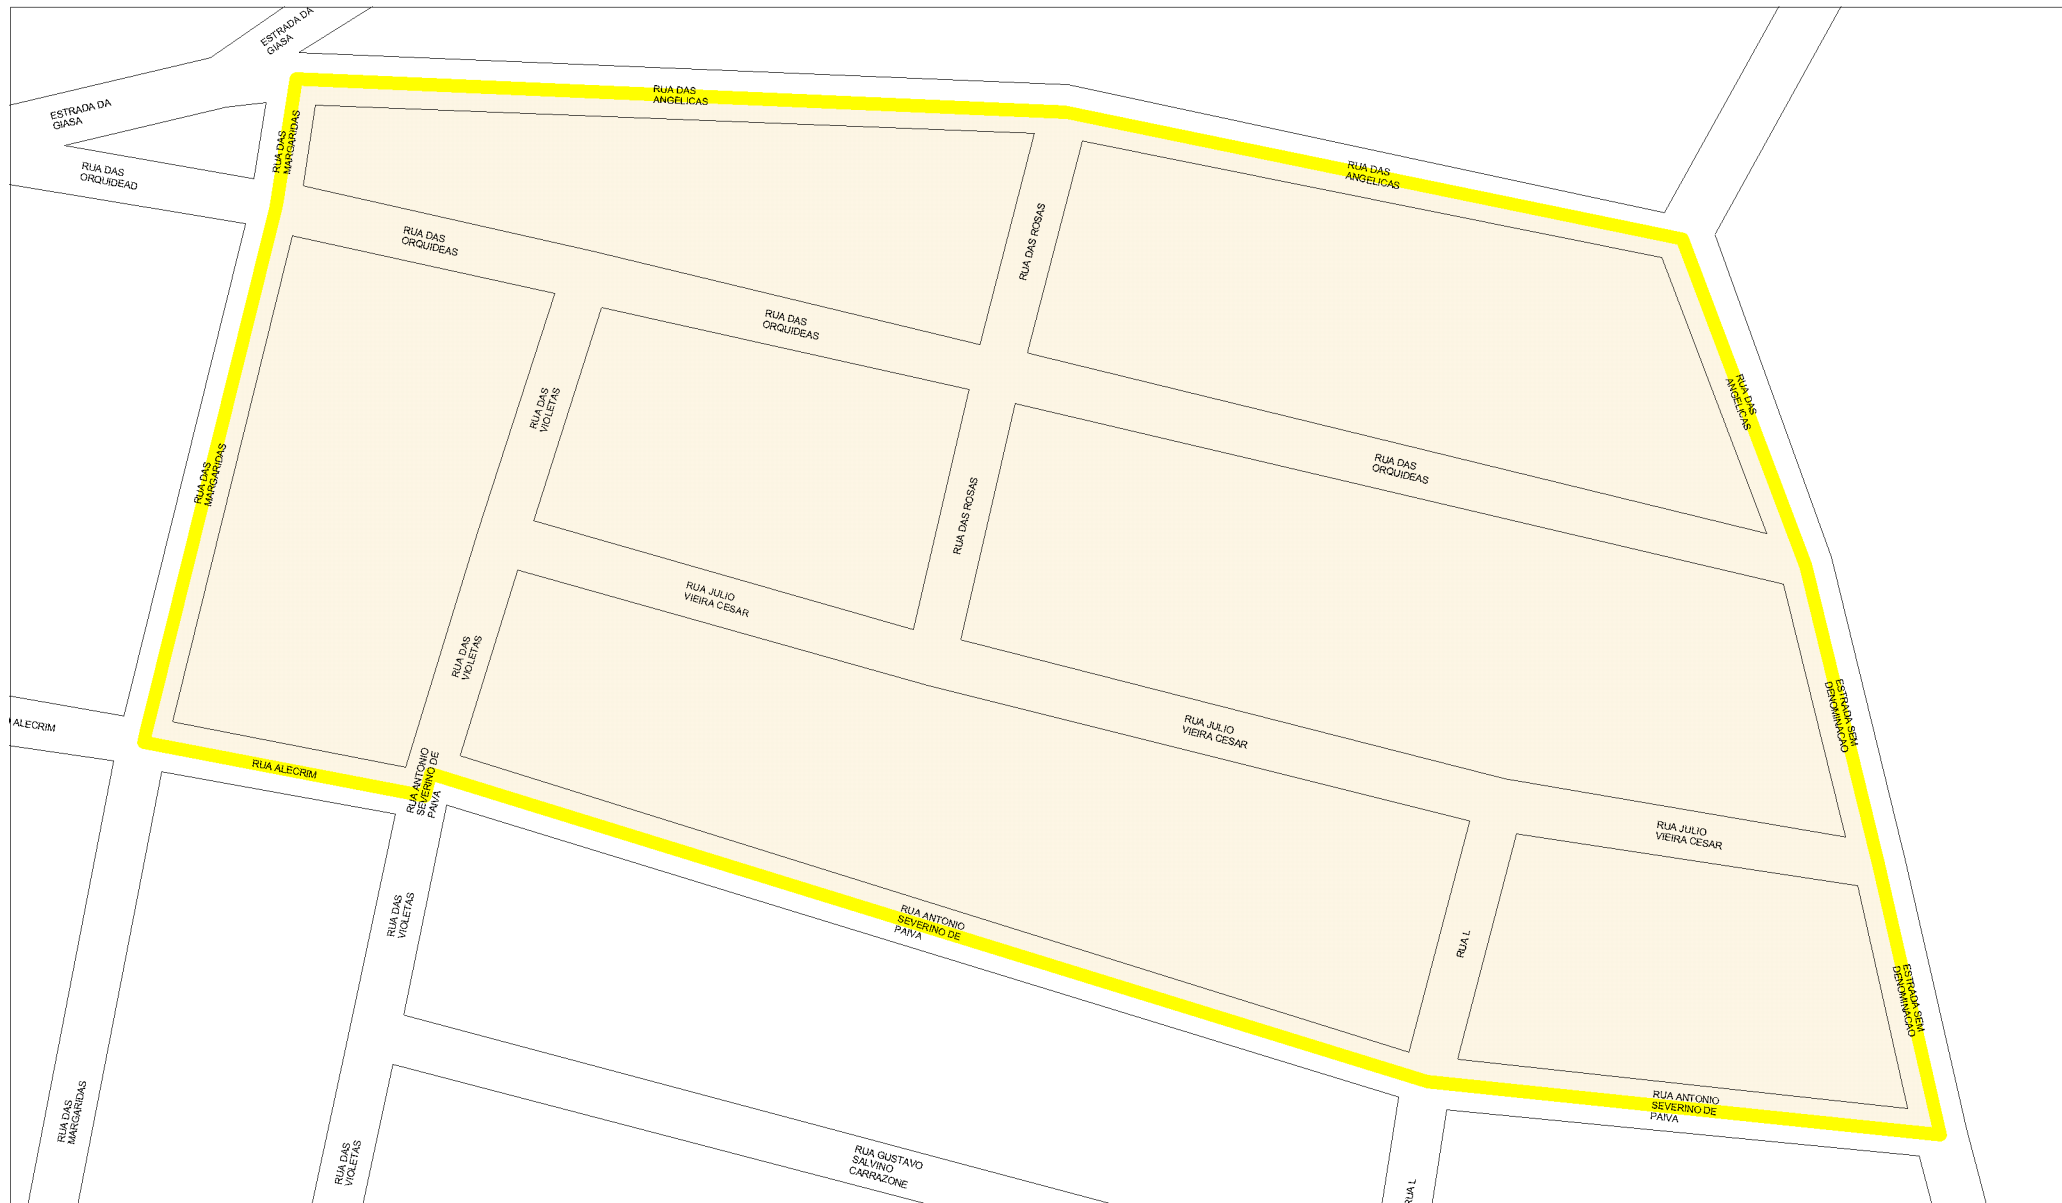 ESTRADA DA
GIASA
ESTRADA DA
GIASA
RUA DAS
ANGELICAS
RUA DAS
MARGARIDAS
RUA DAS
ORQUIDEAD
RUA DAS
ANGELICAS
RUA DAS
ORQUIDEAS
RUA DAS ROSAS
RUA DAS
ORQUIDEAS
RUA DAS
VIOLETAS
RUA DAS
ANGELICAS
RUA DAS
MARGARIDAS
RUA DAS
ORQUIDEAS
RUA DAS ROSAS
RUA JULIO
VIEIRA CESAR
RUA DAS
VIOLETAS
ESTRADA SEM
DENOMINACAO
ALECRIM
RUA JULIO
VIEIRA CESAR
RUA ALECRIM
RUA ANTONIO
SEVERINO DE
PAIVA
RUA JULIO
VIEIRA CESAR
RUA DAS
VIOLETAS
RUA ANTONIO
SEVERINO DE
PAIVA
RUA L
ESTRADA SEM
DENOMINACAO
RUA DAS
MARGARIDAS
RUA ANTONIO
SEVERINO DE
PAIVA
RUA DAS
VIOLETAS
RUA GUSTAVO
SALVINO
CARRAZONE
RUA L